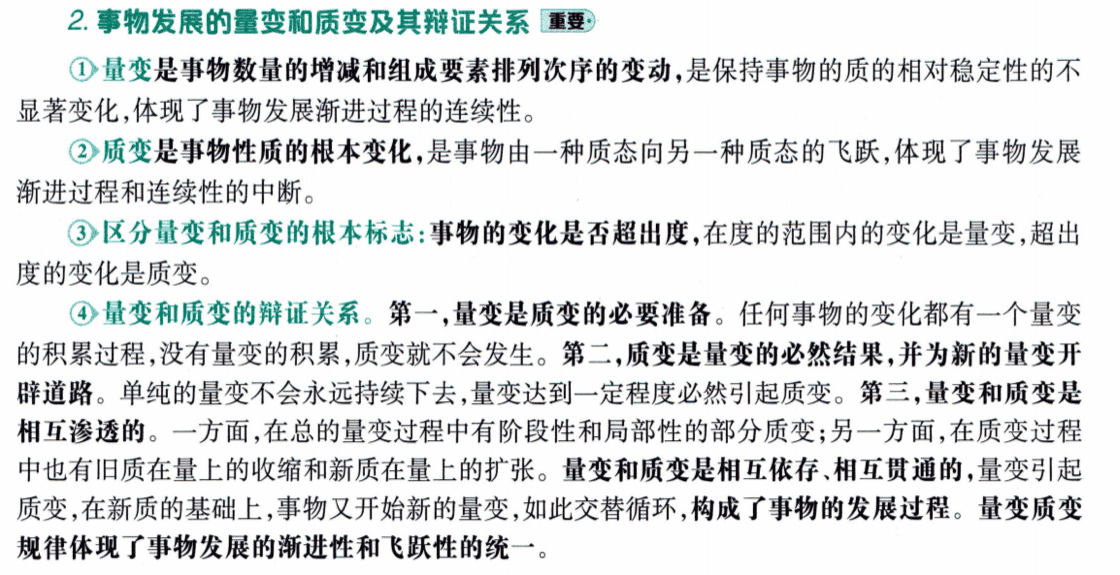 2. 事物发展的量变和质变及其辩证关系 重要
①量变是事物数量的增减和组成要素排列次序的变动,是保持事物的质的相对稳定性的不
显著变化,体现了事物发展渐进过程的连续性。
②质变是事物性质的根本变化,是事物由一种质态向另一种质态的飞跃,体现了事物发展
渐进过程和连续性的中断。
③区分量变和质变的根本标志:事物的变化是否超出度,在度的范围内的变化是量变,超出
度的变化是质变。
④量变和质变的辩证关系。第一,量变是质变的必要准备。任何事物的变化都有一个量变
的积累过程,没有量变的积累,质变就不会发生。第二,质变是量变的必然结果,并为新的量变开
辟道路。单纯的量变不会永远持续下去,量变达到一定程度必然引起质变。第三,量变和质变是
相互渗透的。一方面,在总的量变过程中有阶段性和局部性的部分质变;另一方面,在质变过程
中也有旧质在量上的收缩和新质在量上的扩张。量变和质变是相互依存、相互贯通的,量变引起
质变,在新质的基础上,事物又开始新的量变,如此交替循环,构成了事物的发展过程。量变质变
规律体现了事物发展的渐进性和飞跃性的统一。